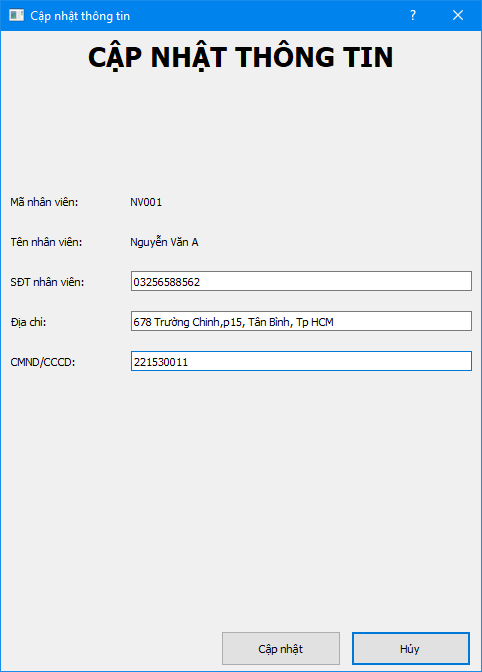 Cập nhật thông tin
CẬP NHẬT THÔNG TIN
Mã nhân viên: NV001
Tên nhân viên: Nguyễn Văn A
SĐT nhân viên: 03256588562
Địa chỉ: 678 Trường Chinh,p15, Tân Bình, Tp HCM
CMND/CCCD: 221530011
Cập nhật Hủy